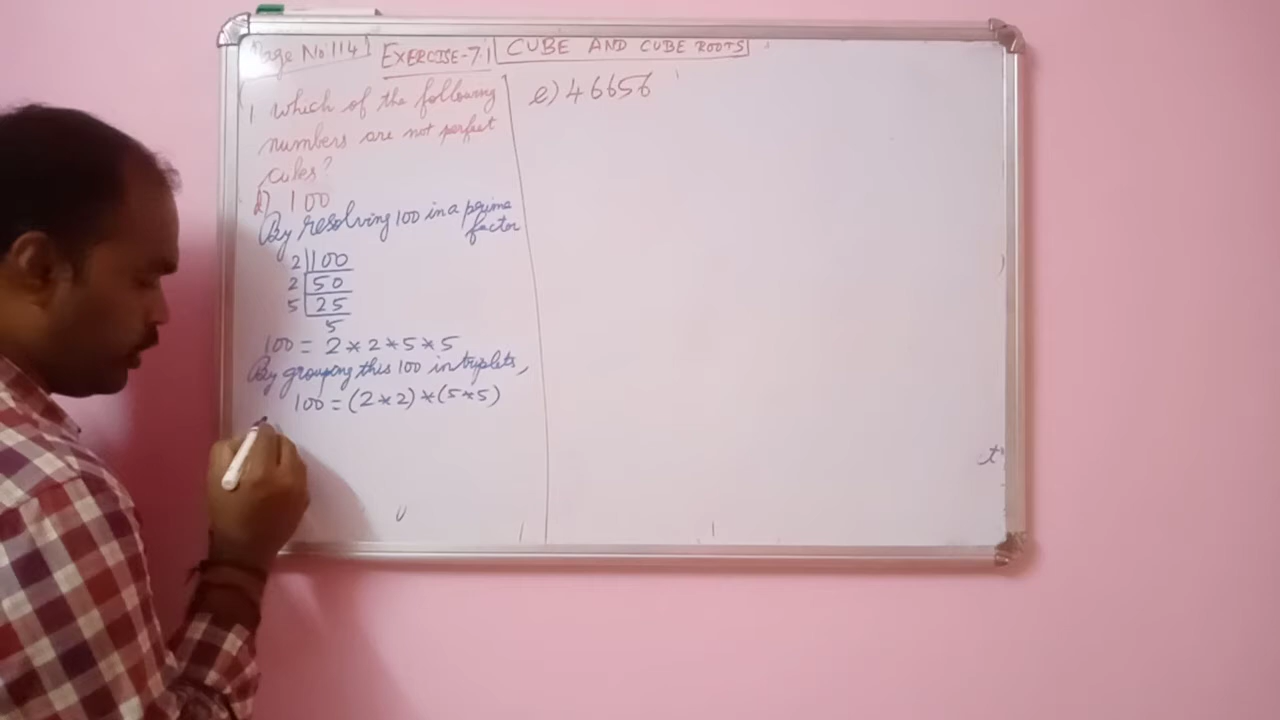 Page No 114 EXERCISE-7.1 CUBE AND CUBE ROOTS
1 which of the following
numbers are not perfect
cubes?
d) 100
By resolving 100 in a prime
factor
2 100
2 50
5 25
5
100 = 2 * 2 * 5 * 5
By grouping this 100 in triplets,
100 = (2 * 2) * (5 * 5)
e) 46656
t